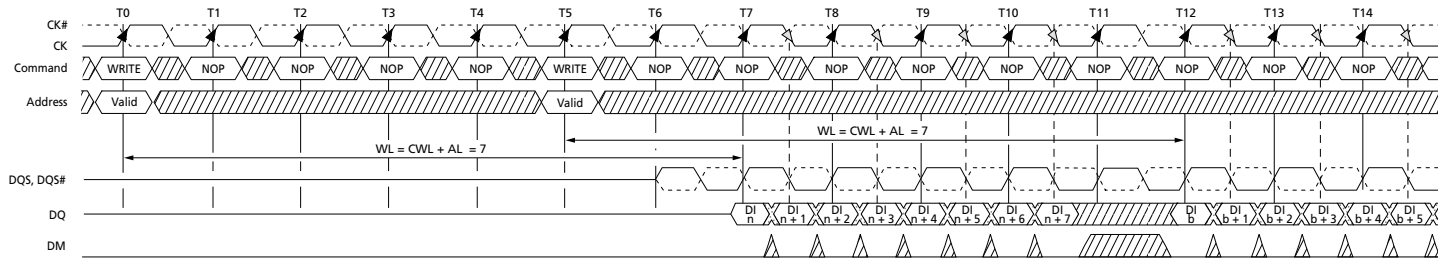 T0 T1 T2 T3 T4 T5 T6 T7 T8 T9 T10 T11 T12 T13 T14
CK#
CK
Command WRITE NOP NOP NOP NOP WRITE NOP NOP NOP NOP NOP NOP NOP NOP NOP
Address Valid Valid
WL = CWL + AL = 7
WL = CWL + AL = 7
DQS, DQS#
DQ DI n DI n + 1 DI n + 2 DI n + 3 DI n + 4 DI n + 5 DI n + 6 DI n + 7 DI b DI b + 1 DI b + 2 DI b + 3 DI b + 4 DI b + 5
DM